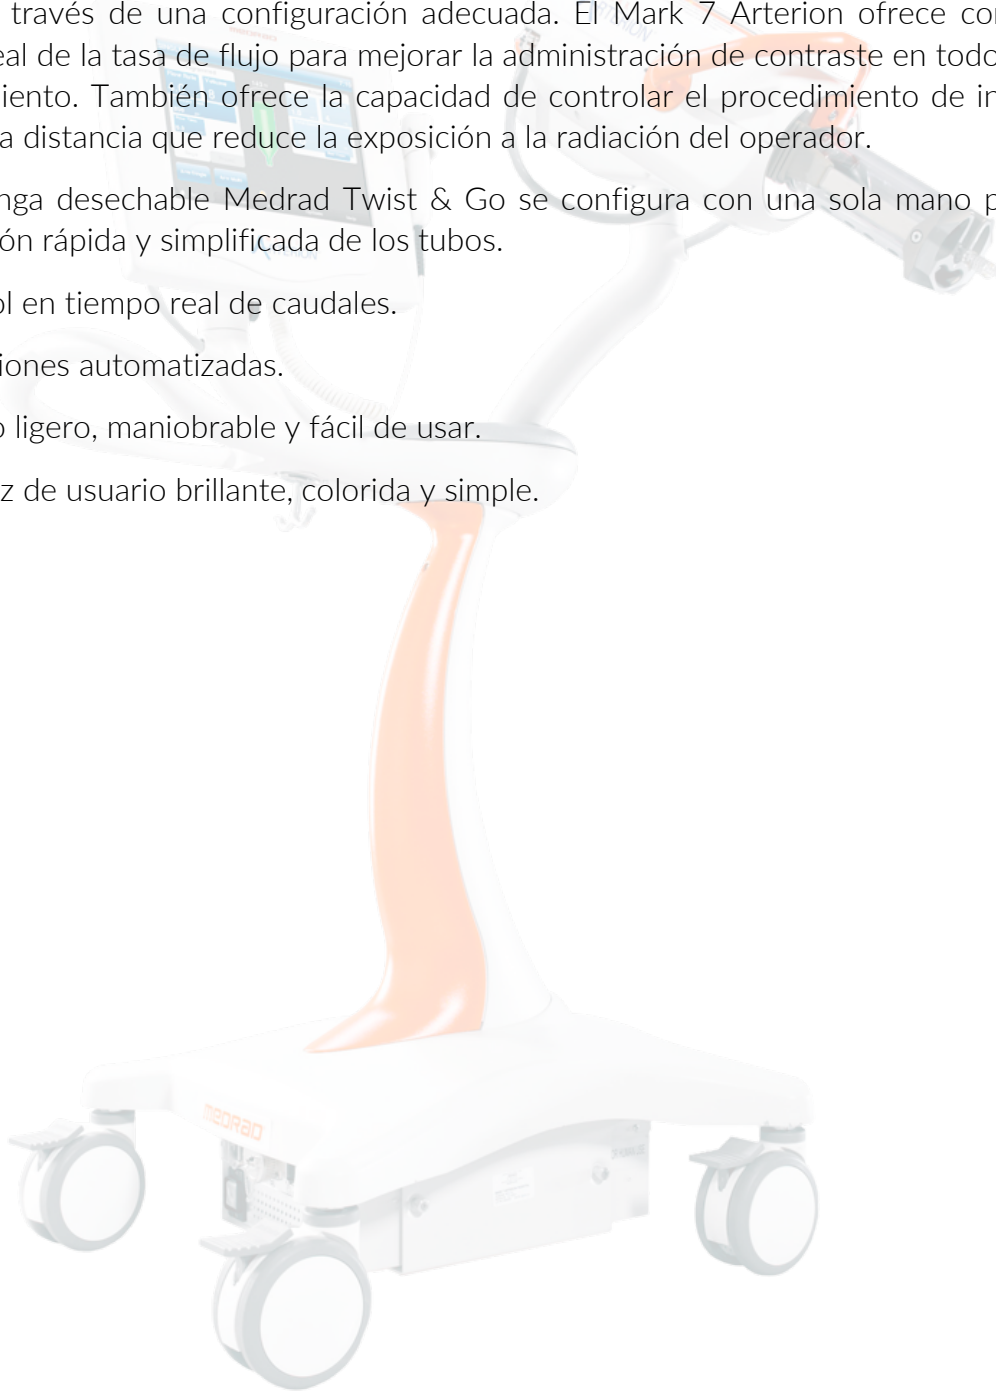 través de una configuración adecuada. El Mark 7 Arterion ofrece con
eal de la tasa de flujo para mejorar la administración de contraste en todo
iento. También ofrece la capacidad de controlar el procedimiento de in
a distancia que reduce la exposición a la radiación del operador.
nga desechable Medrad Twist & Go se configura con una sola mano p
ón rápida y simplificada de los tubos.
ol en tiempo real de caudales.
iones automatizadas.
o ligero, maniobrable y fácil de usar.
z de usuario brillante, colorida y simple.
MEDRAD